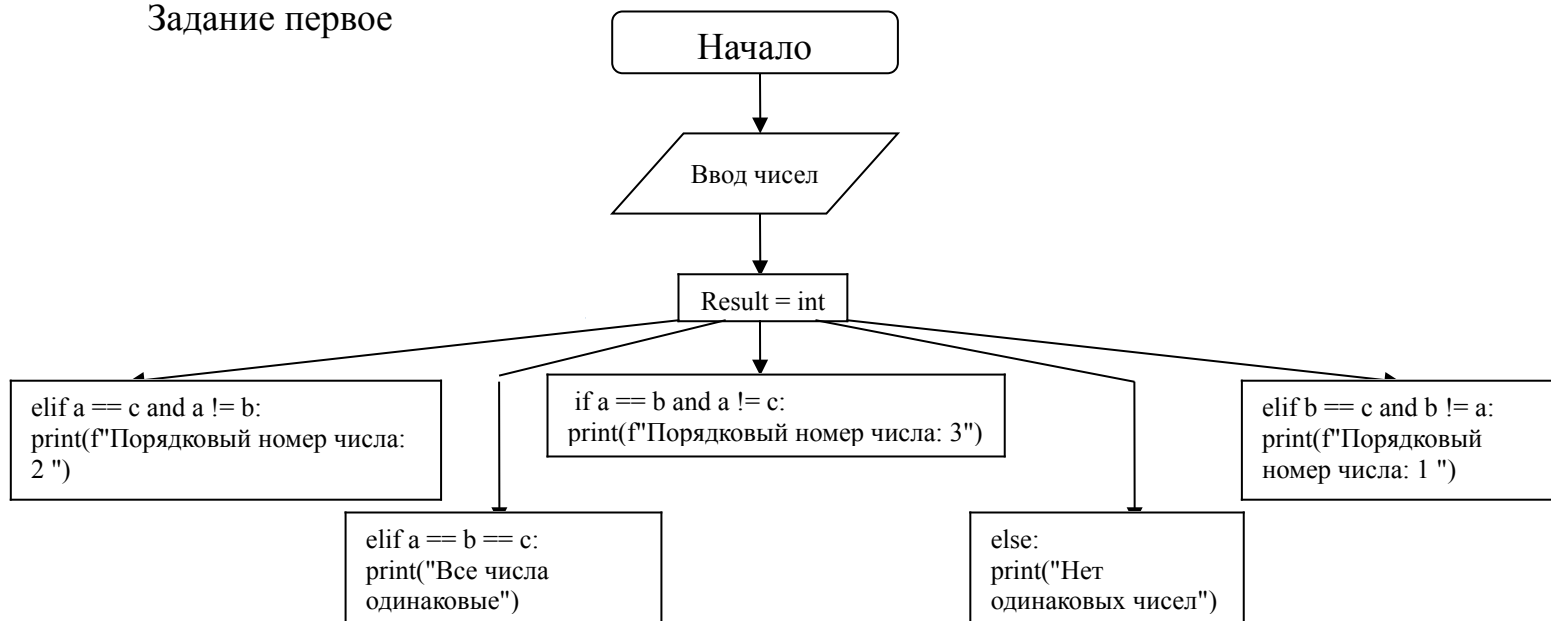 Задание первое
Начало
Ввод чисел
Result = int
elif a == c and a != b:
print(f"Порядковый номер числа:
2 ")
if a == b and a != c:
print(f"Порядковый номер числа: 3")
elif b == c and b != a:
print(f"Порядковый
номер числа: 1 ")
elif a == b == c:
print("Все числа
одинаковые")
else:
print("Нет
одинаковых чисел")